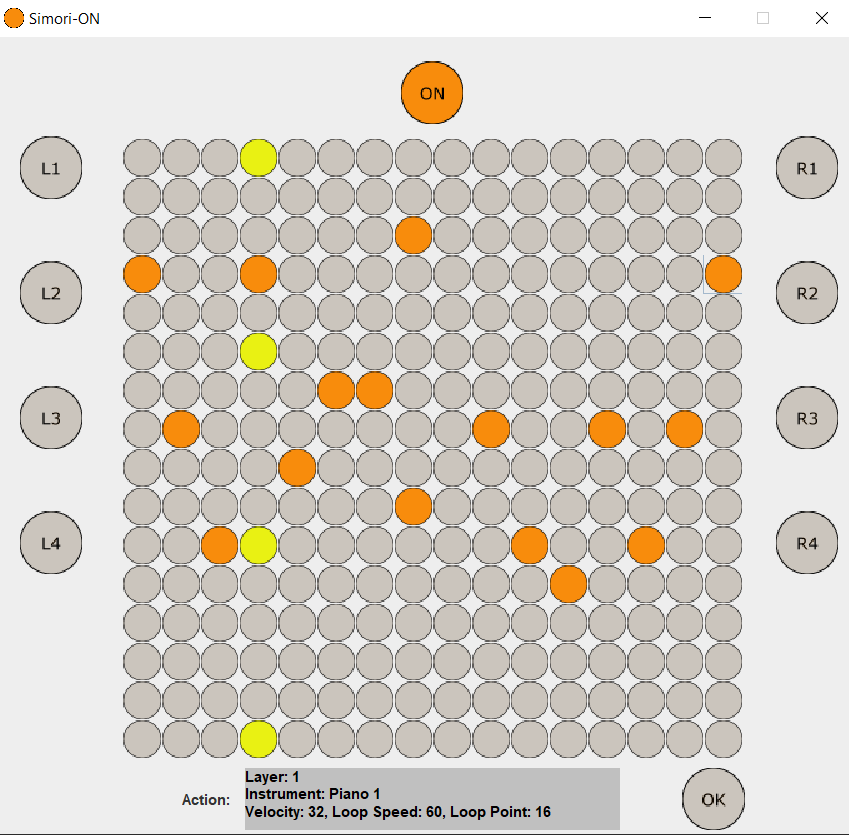 Simori-ON
ON
L1
R1
L2
R2
L3
R3
L4
R4
Action:
Layer: 1
Instrument: Piano 1
Velocity: 32, Loop Speed: 60, Loop Point: 16
OK